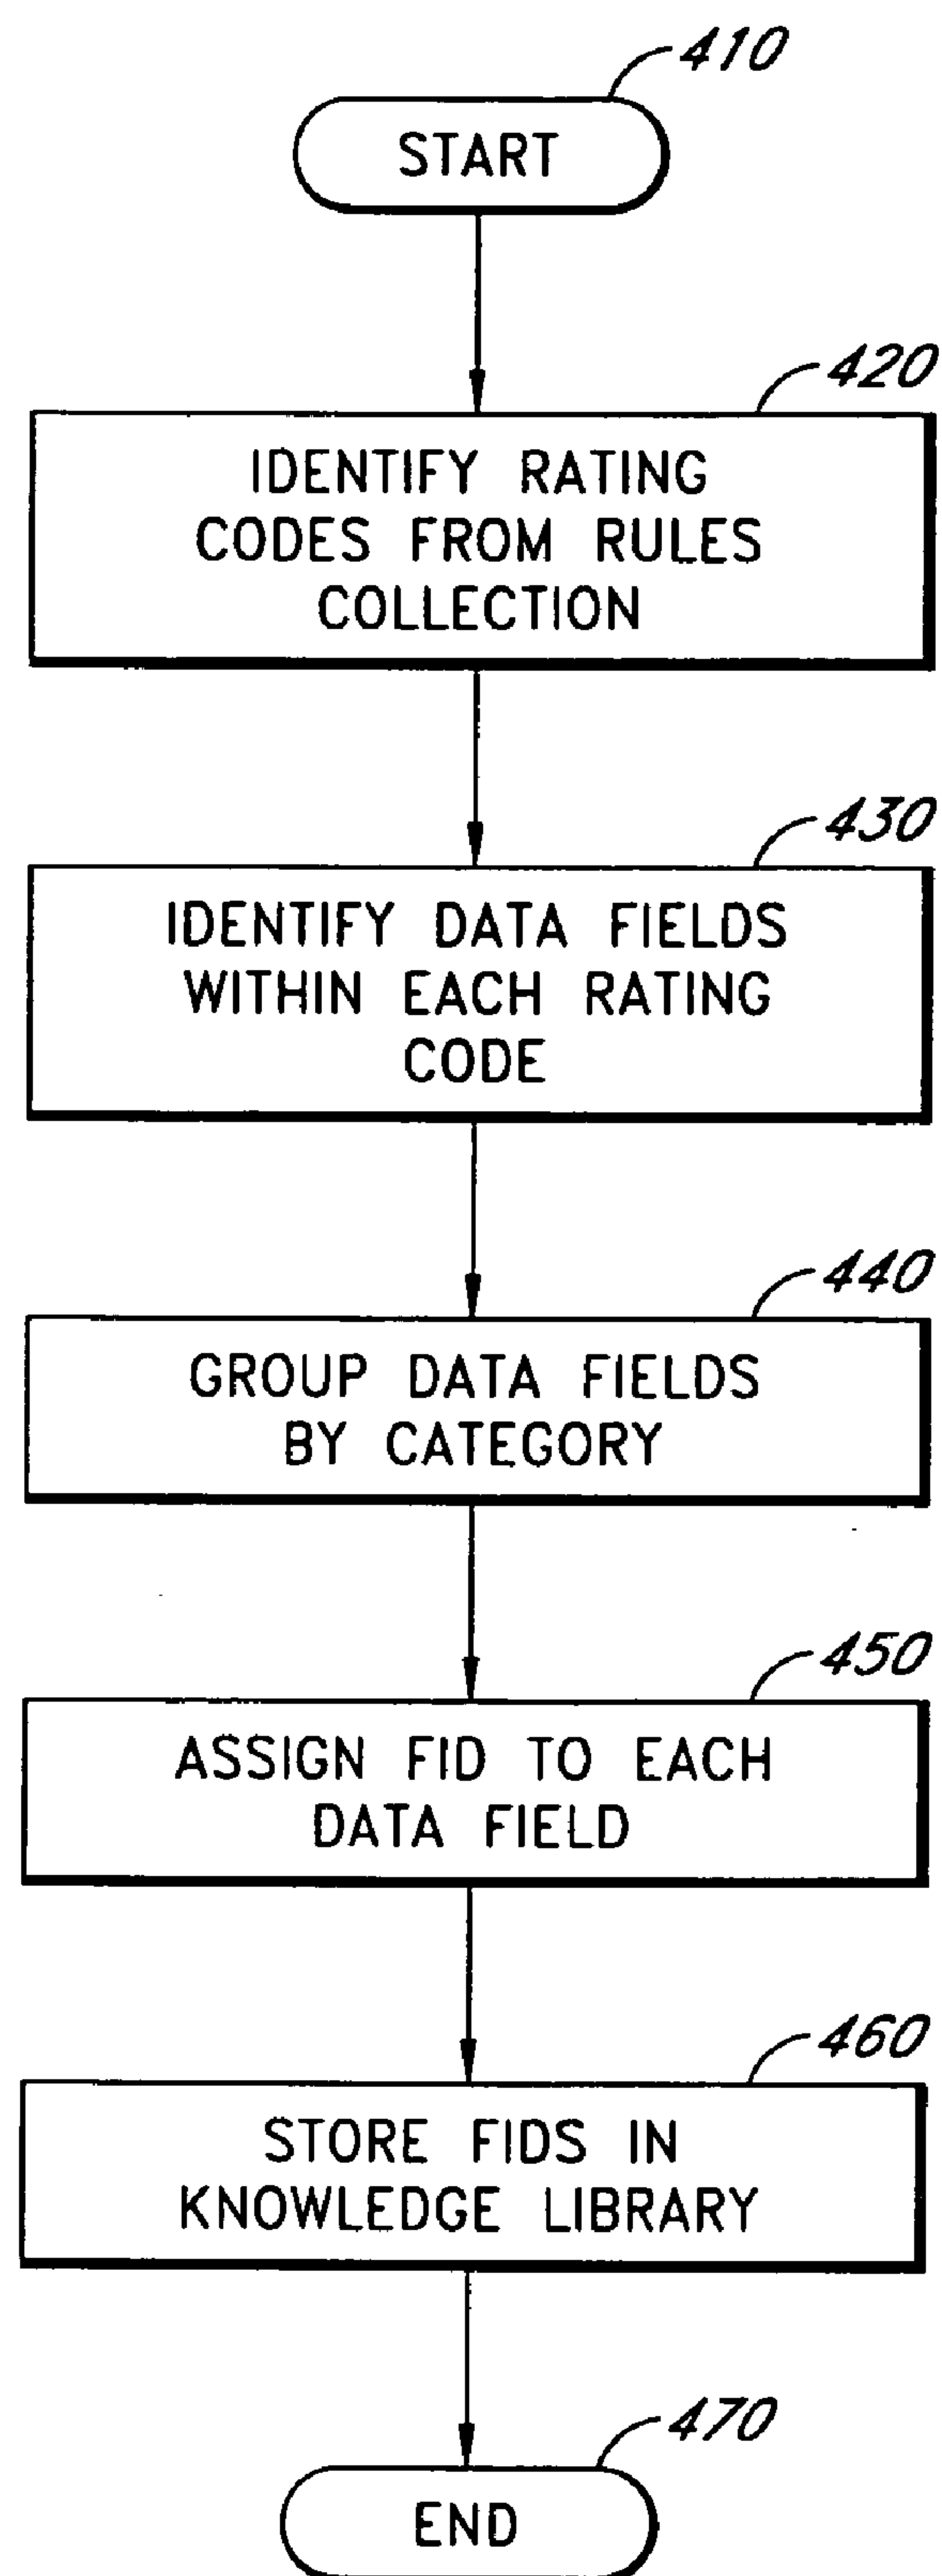 410
START
420
IDENTIFY RATING
CODES FROM RULES
COLLECTION
430
IDENTIFY DATA FIELDS
WITHIN EACH RATING
CODE
440
GROUP DATA FIELDS
BY CATEGORY
450
ASSIGN FID TO EACH
DATA FIELD
460
STORE FIDS IN
KNOWLEDGE LIBRARY
470
END